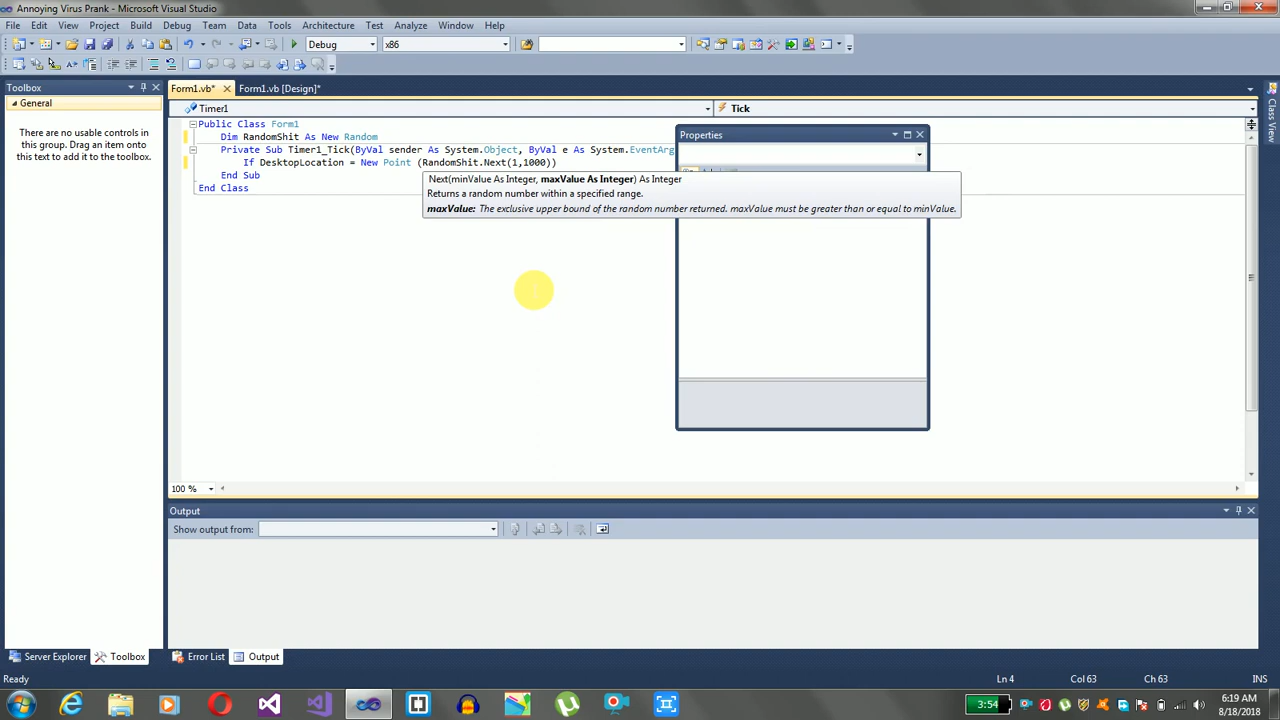 Annoying Virus Prank - Microsoft Visual Studio
File Edit View Project Build Debug Team Data Tools Architecture Test Analyze Window Help
Debug x86
Toolbox
Form1.vb* Form1.vb [Design]*
General
Timer1 Tick
There are no usable controls in
this group. Drag an item onto
this text to add it to the toolbox.
Public Class Form1
Dim RandomShit As New Random
Private Sub Timer1_Tick(ByVal sender As System.Object, ByVal e As System.EventArg
If DesktopLocation = New Point (RandomShit.Next(1,1000))
End Sub
End Class
Properties
Next(minValue As Integer, maxValue As Integer) As Integer
Returns a random number within a specified range.
maxValue: The exclusive upper bound of the random number returned. maxValue must be greater than or equal to minValue.
Class View
100 %
Output
Show output from:
Server Explorer Toolbox Error List Output
Ready Ln 4 Col 63 Ch 63 INS
3:54
6:19 AM
8/18/2018